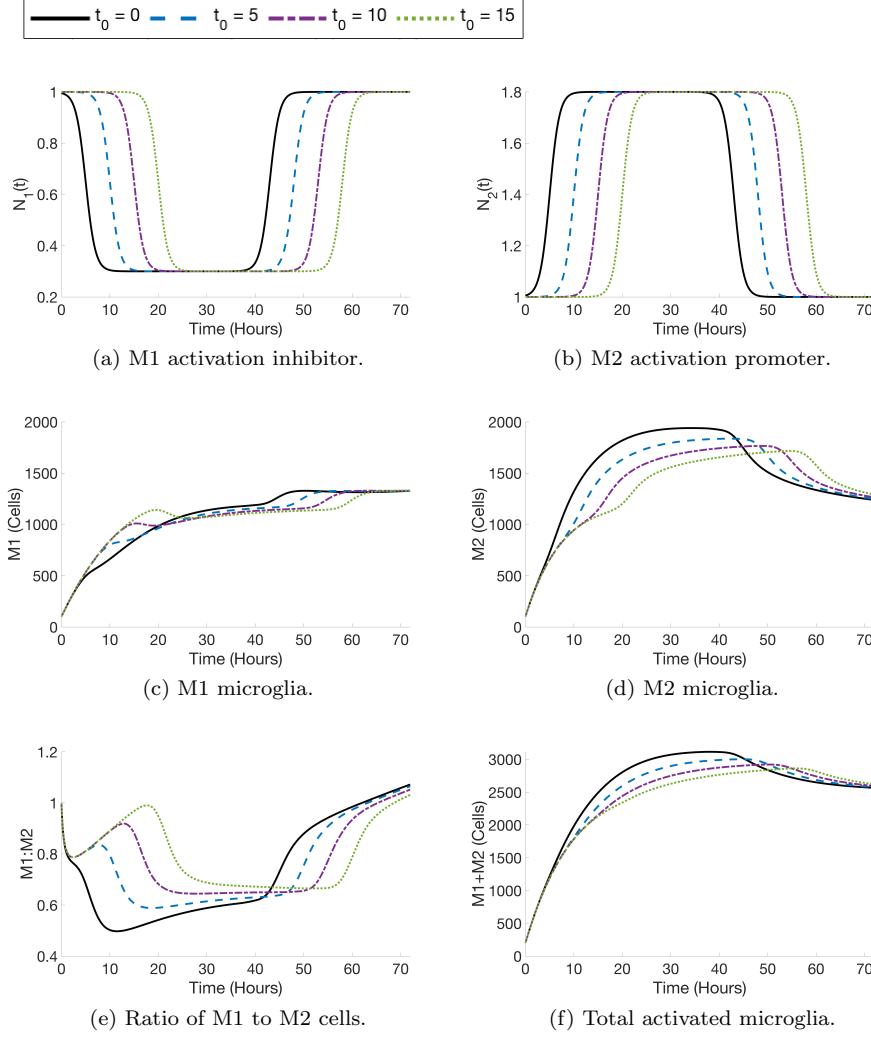 t0 = 0 t0 = 5 t0 = 10 t0 = 15
1
0.8
0.6
0.4
0.2
N1(t)
0 10 20 30 40 50 60 70
Time (Hours)
(a) M1 activation inhibitor.
1.8
1.6
1.4
1.2
1
N2(t)
0 10 20 30 40 50 60 70
Time (Hours)
(b) M2 activation promoter.
2000
1500
1000
500
0
M1 (Cells)
0 10 20 30 40 50 60 70
Time (Hours)
(c) M1 microglia.
2000
1500
1000
500
0
M2 (Cells)
0 10 20 30 40 50 60 70
Time (Hours)
(d) M2 microglia.
1.2
1
0.8
0.6
0.4
M1:M2
0 10 20 30 40 50 60 70
Time (Hours)
(e) Ratio of M1 to M2 cells.
3000
2500
2000
1500
1000
500
0
M1+M2 (Cells)
0 10 20 30 40 50 60 70
Time (Hours)
(f) Total activated microglia.